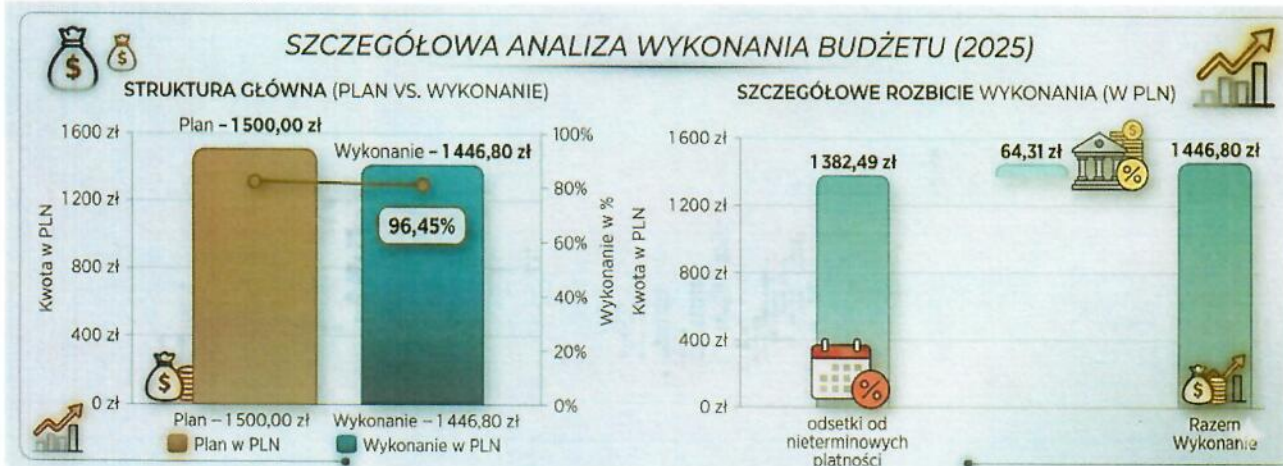 SZCZEGÓŁOWA ANALIZA WYKONANIA BUDŻETU (2025)
STRUKTURA GŁÓWNA (PLAN VS. WYKONANIE)
Kwota w PLN
1600 zł
1200 zł
800 zł
400 zł
0 zł
Plan – 1 500,00 zł
Wykonanie – 1 446,80 zł
96,45%
100%
80%
60%
40%
20%
0%
Wykonanie w %
Plan – 1 500,00 zł
Wykonanie – 1 446,80 zł
Plan w PLN
Wykonanie w PLN
SZCZEGÓŁOWE ROZBICIE WYKONANIA (W PLN)
Kwota w PLN
1600 zł
1200 zł
800 zł
400 zł
0 zł
1 382,49 zł
64,31 zł
1 446,80 zł
odsetki od
nieterminowych
płatności
Razem
Wykonanie